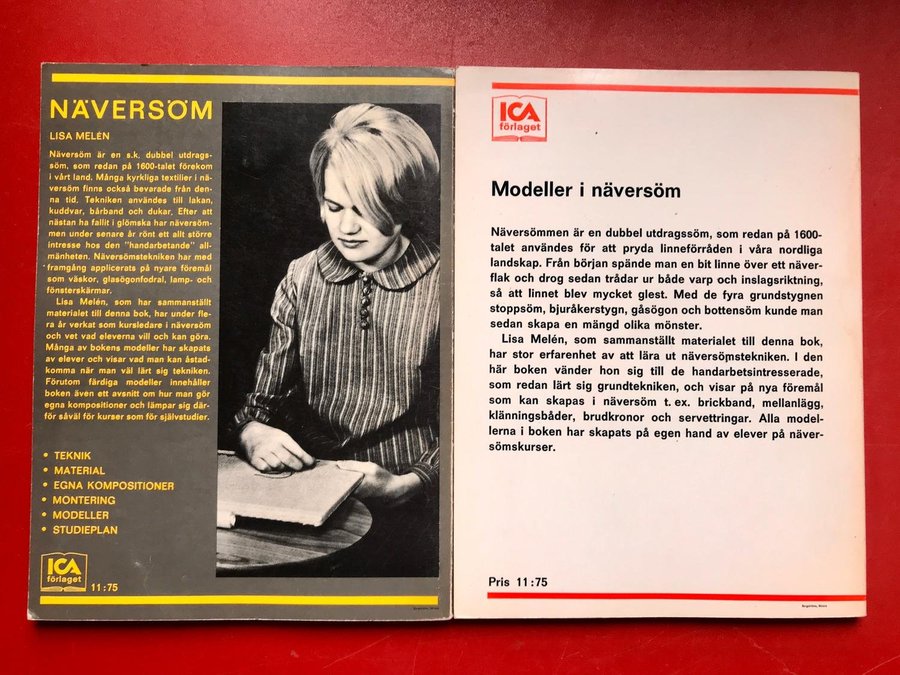 NÄVERSÖM
LISA MELÉN
Näversöm är en s.k. dubbel utdrags-
söm, som redan på 1600-talet förekom
i vårt land. Många kyrkliga textilier i nä-
versöm finns också bevarade från den-
na tid. Tekniken användes till lakan,
kuddvar, bårband och dukar. Efter att
nästan ha fallit i glömska har näversöm-
men under senare år rönt ett allt större
intresse hos den "handarbetande" all-
mänheten. Näversömstekniken har med
framgång applicerats på nyare föremål
som väskor, glasögonfodral, lamp- och
fönsterskärmar.
Lisa Melén, som har sammanställt
materialet till denna bok, har under fle-
ra år verkat som kursledare i näversöm
och vet vad eleverna vill och kan göra.
Många av bokens modeller har skapats
av elever och visar vad man kan åstad-
komma när man väl lärt sig tekniken.
Förutom färdiga modeller innehåller
boken även ett avsnitt om hur man gör
egna kompositioner och lämpar sig där-
för såväl för kurser som för självstudier.
• TEKNIK
• MATERIAL
• EGNA KOMPOSITIONER
• MONTERING
• MODELLER
• STUDIEPLAN
ICA
förlaget
11:75
ICA
förlaget
Modeller i näversöm
Näversömmen är en dubbel utdragssöm, som redan på 1600-
talet användes för att pryda linneförråden i våra nordliga
landskap. Från början spände man en bit linne över ett näver-
flak och drog sedan trådar ur både varp och inslagsriktning,
så att linnet blev mycket glest. Med de fyra grundstygnen
stoppsöm, bjuråkerstygn, gåsögon och bottensöm kunde man
sedan skapa en mängd olika mönster.
Lisa Melén, som sammanställt materialet till denna bok,
har stor erfarenhet av att lära ut näversömstekniken. I den
här boken vänder hon sig till de handarbetsintresserade,
som redan lärt sig grundtekniken, och visar på nya föremål
som kan skapas i näversöm t. ex. brickband, mellanlägg,
klänningsbåder, brudkronor och servettringar. Alla model-
lerna i boken har skapats på egen hand av elever på näver-
sömskurser.
Pris 11:75